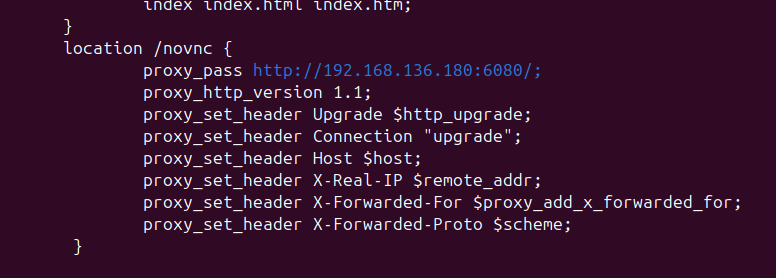 index index.html index.htm;
}
location /novnc {
proxy_pass http://192.168.136.180:6080/;
proxy_http_version 1.1;
proxy_set_header Upgrade $http_upgrade;
proxy_set_header Connection "upgrade";
proxy_set_header Host $host;
proxy_set_header X-Real-IP $remote_addr;
proxy_set_header X-Forwarded-For $proxy_add_x_forwarded_for;
proxy_set_header X-Forwarded-Proto $scheme;
}